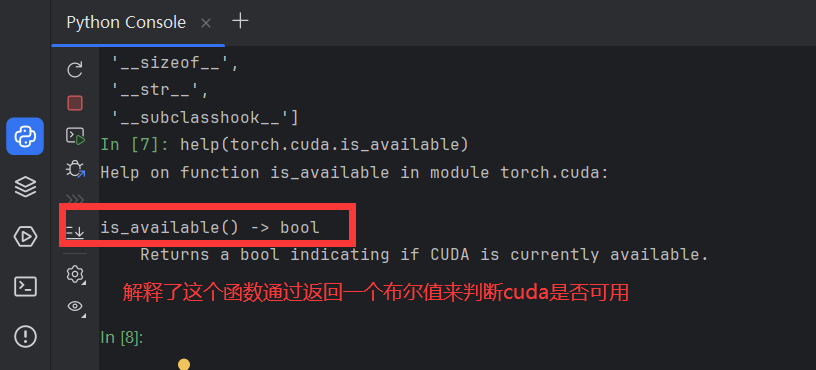 Python Console
'__sizeof__',
'__str__',
'__subclasshook__']
In [7]: help(torch.cuda.is_available)
Help on function is_available in module torch.cuda:
is_available() -> bool
Returns a bool indicating if CUDA is currently available.
解释了这个函数通过返回一个布尔值来判断cuda是否可用
In [8]: